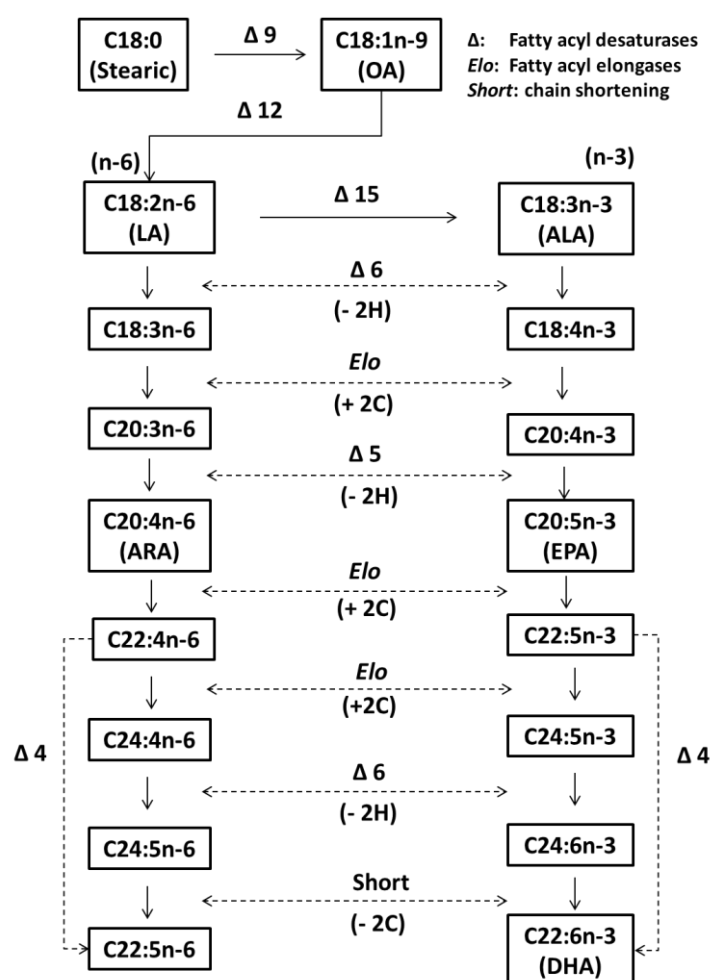 C18:0
(Stearic)
Δ 9
C18:1n-9
(OA)
Δ: Fatty acyl desaturases
Elo: Fatty acyl elongases
Short: chain shortening
Δ 12
(n-6)
(n-3)
C18:2n-6
(LA)
Δ 15
C18:3n-3
(ALA)
Δ 6
(- 2H)
C18:3n-6
C18:4n-3
Elo
(+ 2C)
C20:3n-6
C20:4n-3
Δ 5
(- 2H)
C20:4n-6
(ARA)
C20:5n-3
(EPA)
Elo
(+ 2C)
C22:4n-6
C22:5n-3
Elo
(+2C)
Δ 4
C24:4n-6
C24:5n-3
Δ 4
Δ 6
(- 2H)
C24:5n-6
C24:6n-3
Short
(- 2C)
C22:5n-6
C22:6n-3
(DHA)